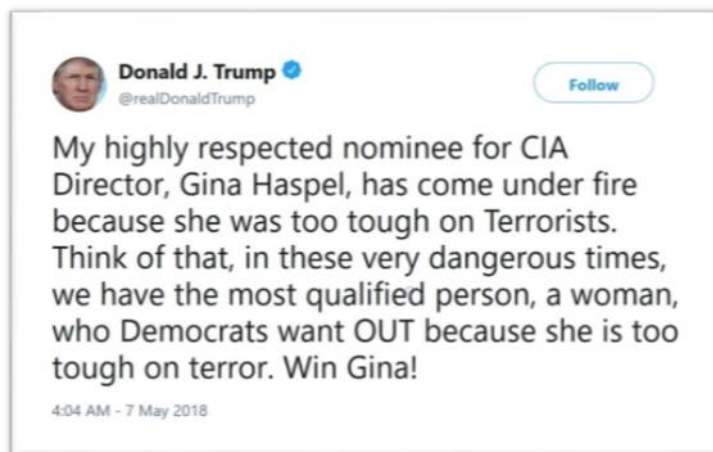 Donald J. Trump
@realDonaldTrump
Follow
My highly respected nominee for CIA
Director, Gina Haspel, has come under fire
because she was too tough on Terrorists.
Think of that, in these very dangerous times,
we have the most qualified person, a woman,
who Democrats want OUT because she is too
tough on terror. Win Gina!
4:04 AM - 7 May 2018